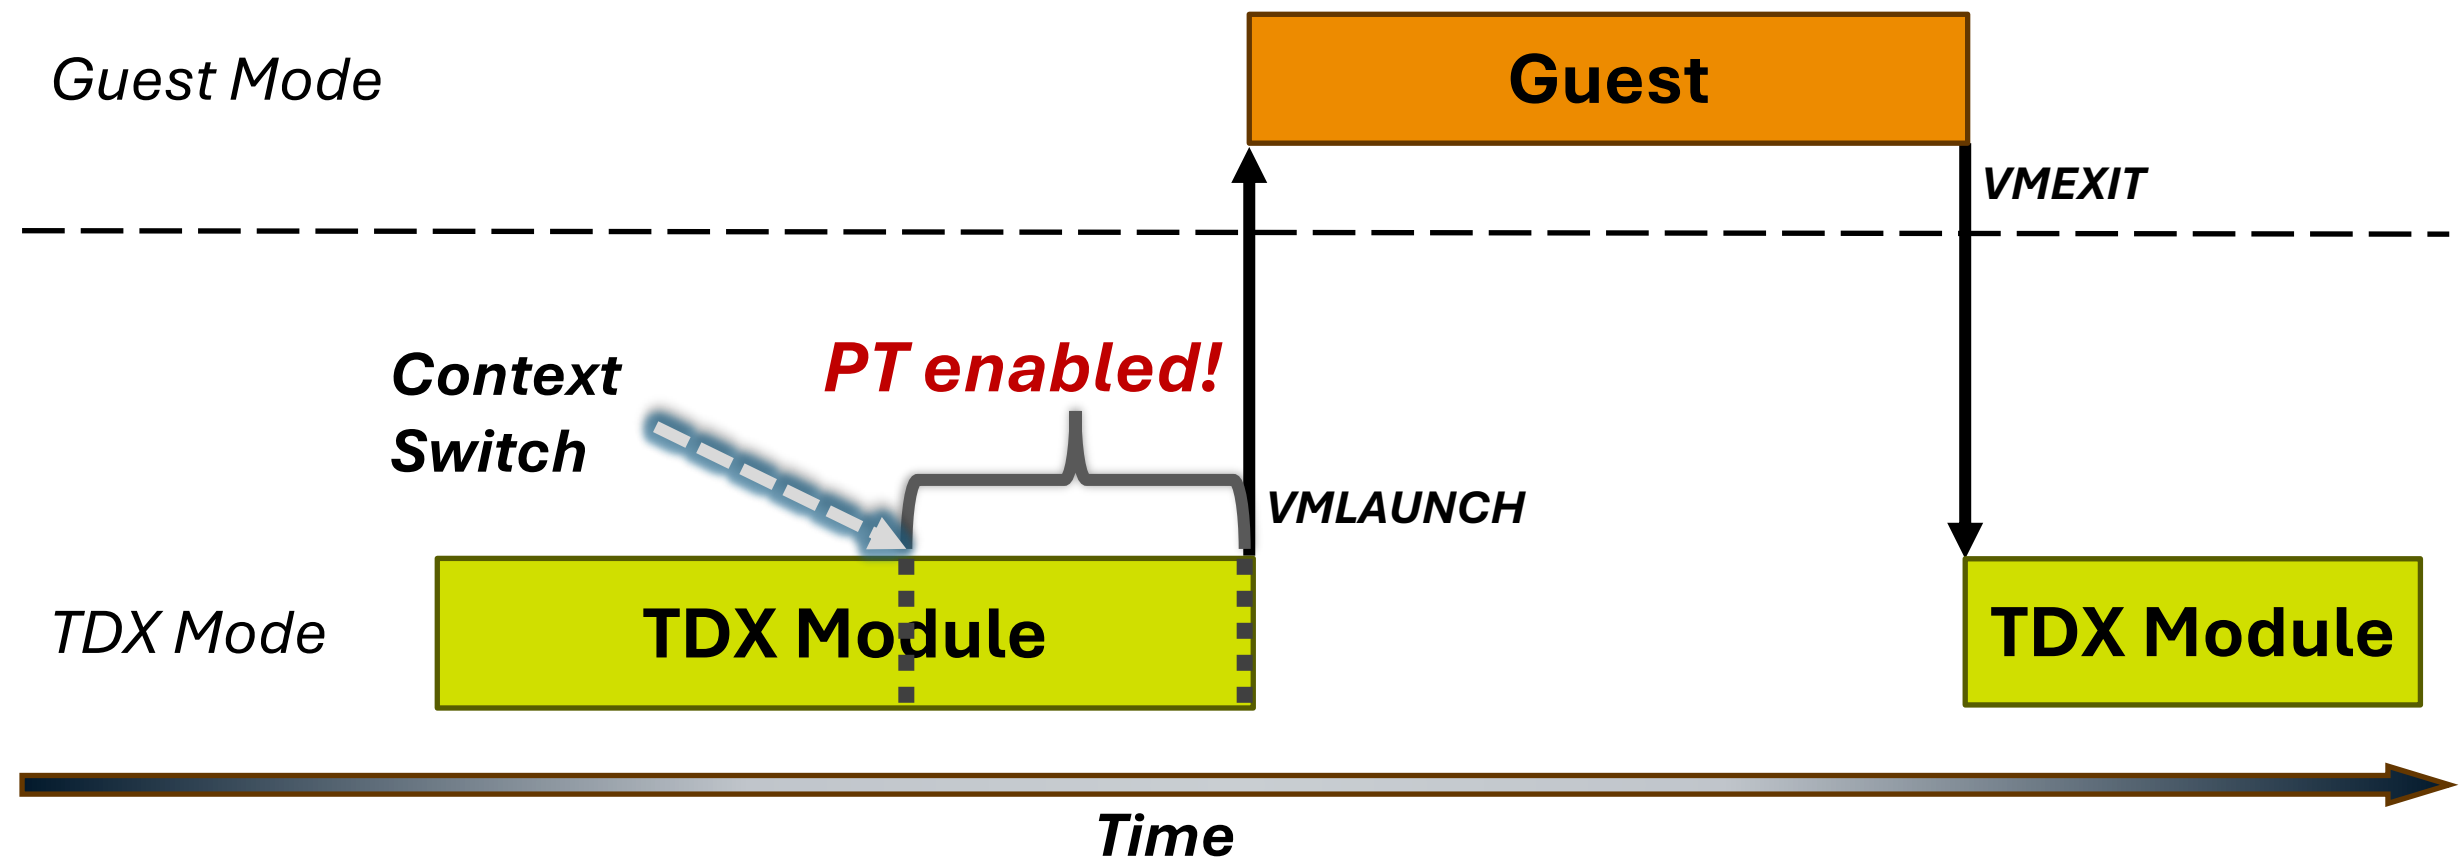 Guest Mode
Guest
VMEXIT
Context
Switch
PT enabled!
VMLAUNCH
TDX Mode
TDX Module
TDX Module
Time